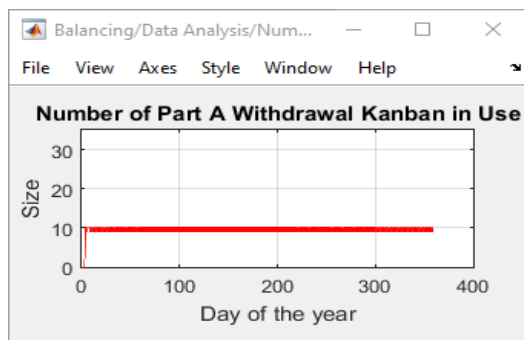 Balancing/Data Analysis/Num...
File View Axes Style Window Help
Number of Part A Withdrawal Kanban in Use
30
20
10
0
Size
0 100 200 300 400
Day of the year